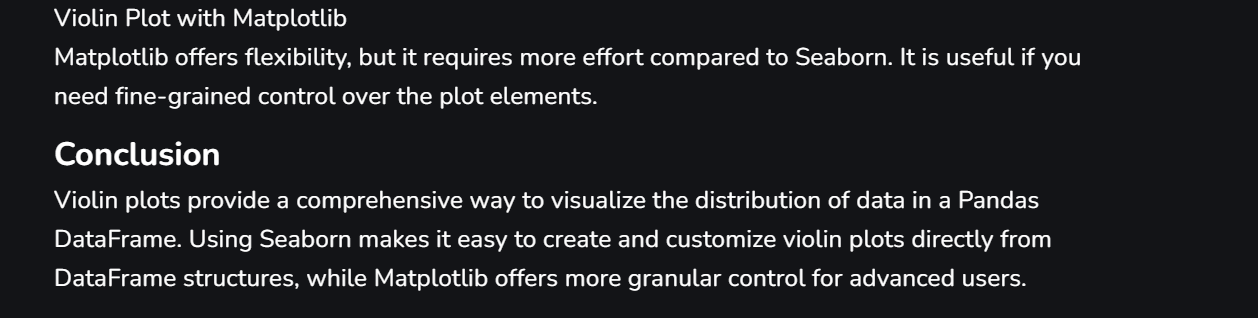 Violin Plot with Matplotlib
Matplotlib offers flexibility, but it requires more effort compared to Seaborn. It is useful if you
need fine-grained control over the plot elements.
Conclusion
Violin plots provide a comprehensive way to visualize the distribution of data in a Pandas
DataFrame. Using Seaborn makes it easy to create and customize violin plots directly from
DataFrame structures, while Matplotlib offers more granular control for advanced users.